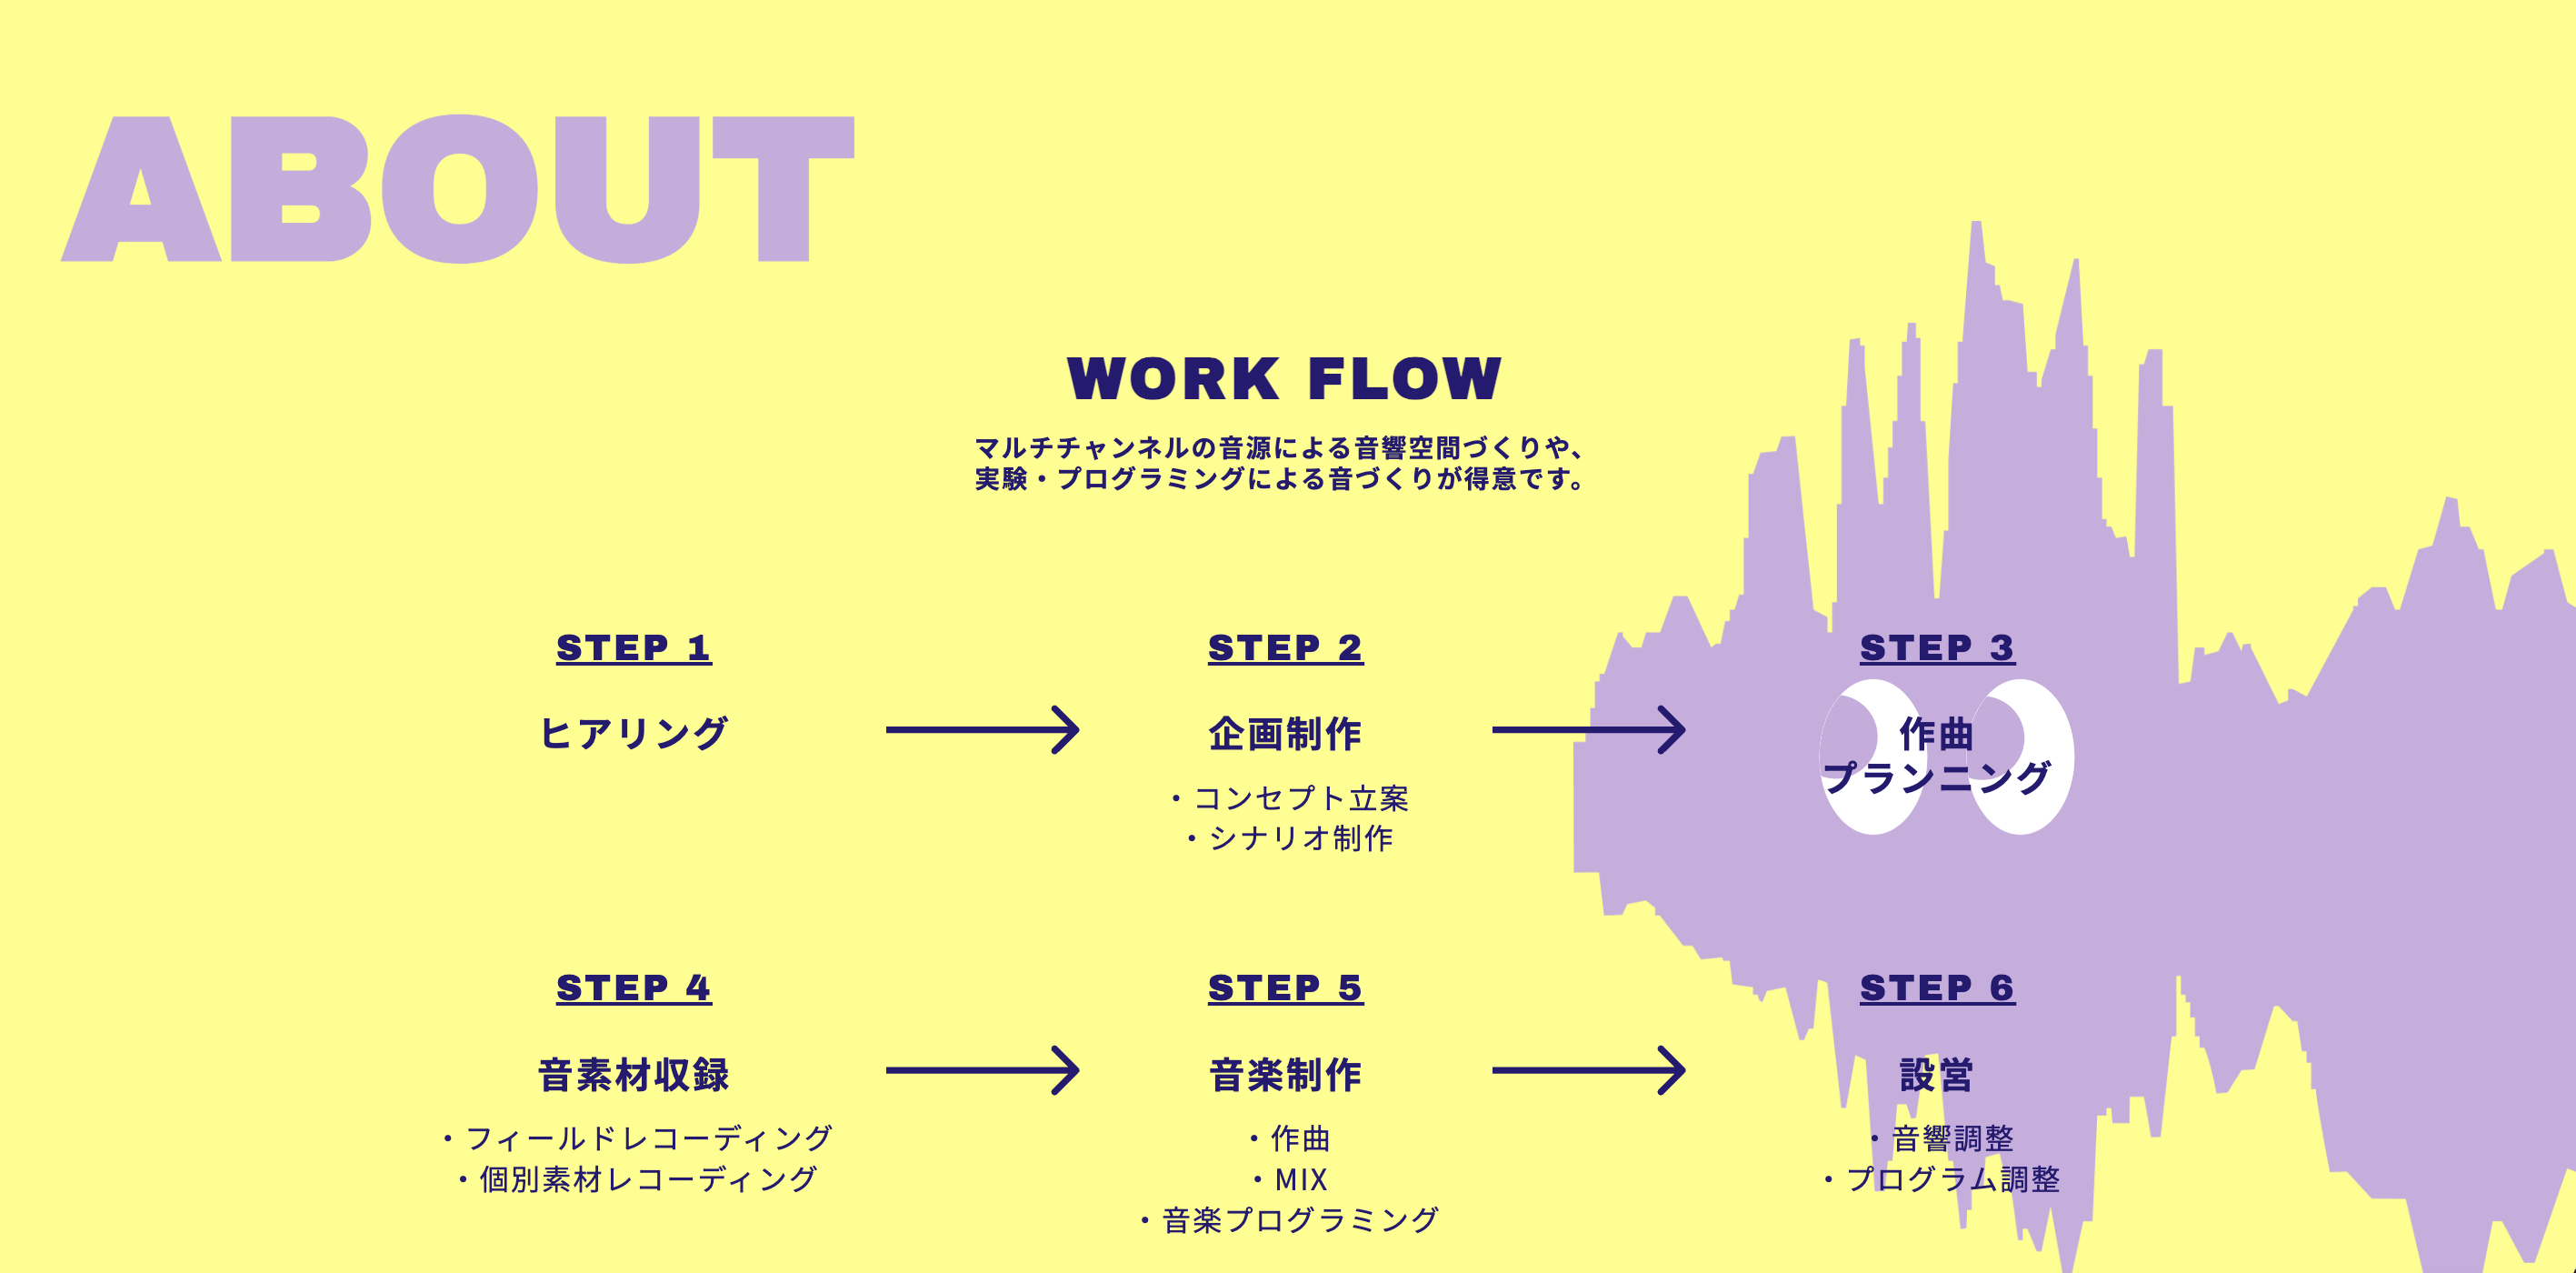 ABOUT
WORK FLOW
マルチチャンネルの音源による音響空間づくりや、
実験・プログラミングによる音づくりが得意です。
STEP 1
ヒアリング
STEP 2
企画制作
・コンセプト立案
・シナリオ制作
STEP 3
作曲
プランニング
STEP 4
音素材収録
・フィールドレコーディング
・個別素材レコーディング
STEP 5
音楽制作
・作曲
・MIX
・音楽プログラミング
STEP 6
設営
・音響調整
・プログラム調整